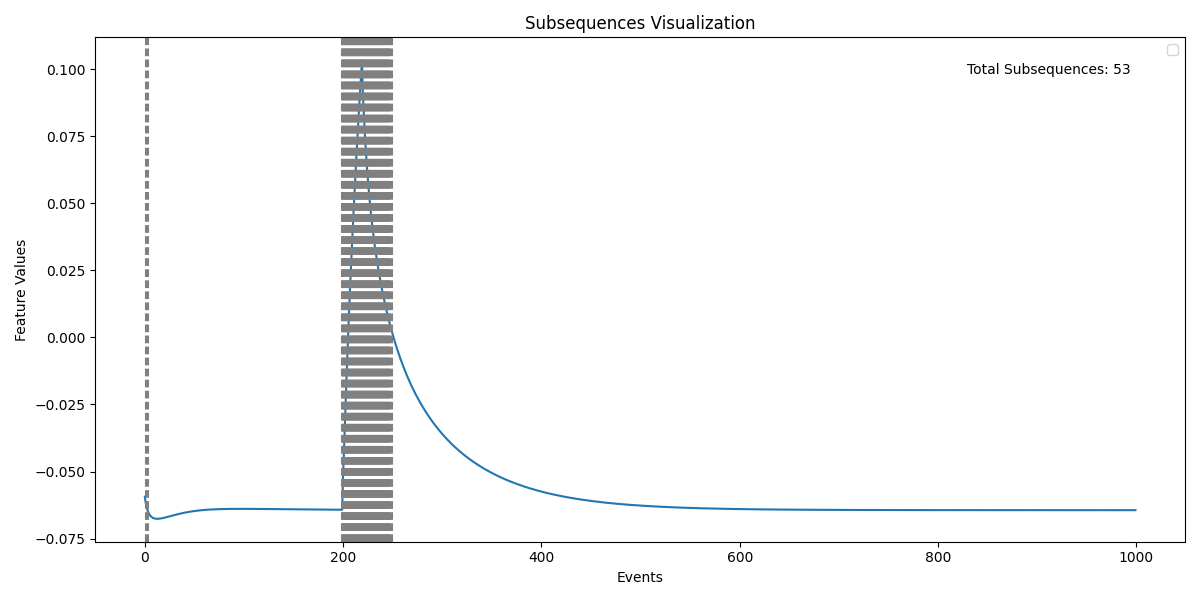 Subsequences Visualization
Total Subsequences: 53
Feature Values
0.100
0.075
0.050
0.025
0.000
−0.025
−0.050
−0.075
0 200 400 600 800 1000
Events